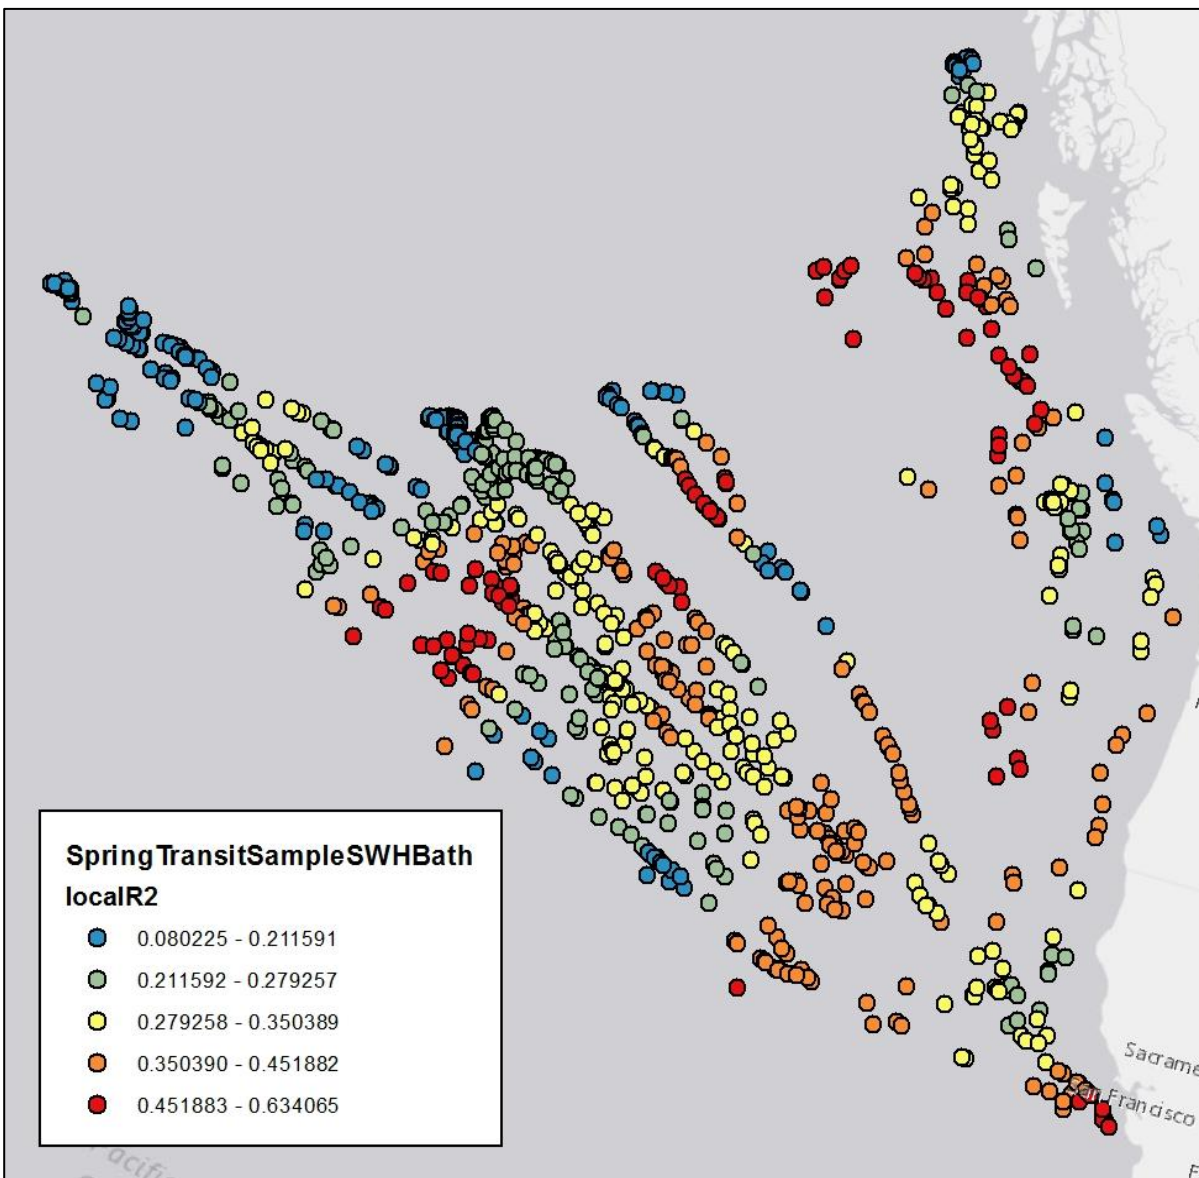 SpringTransitSampleSWHBath
localR2
0.080225 - 0.211591
0.211592 - 0.279257
0.279258 - 0.350389
0.350390 - 0.451882
0.451883 - 0.634065
Sacrame
San Francisco
F
Pacific